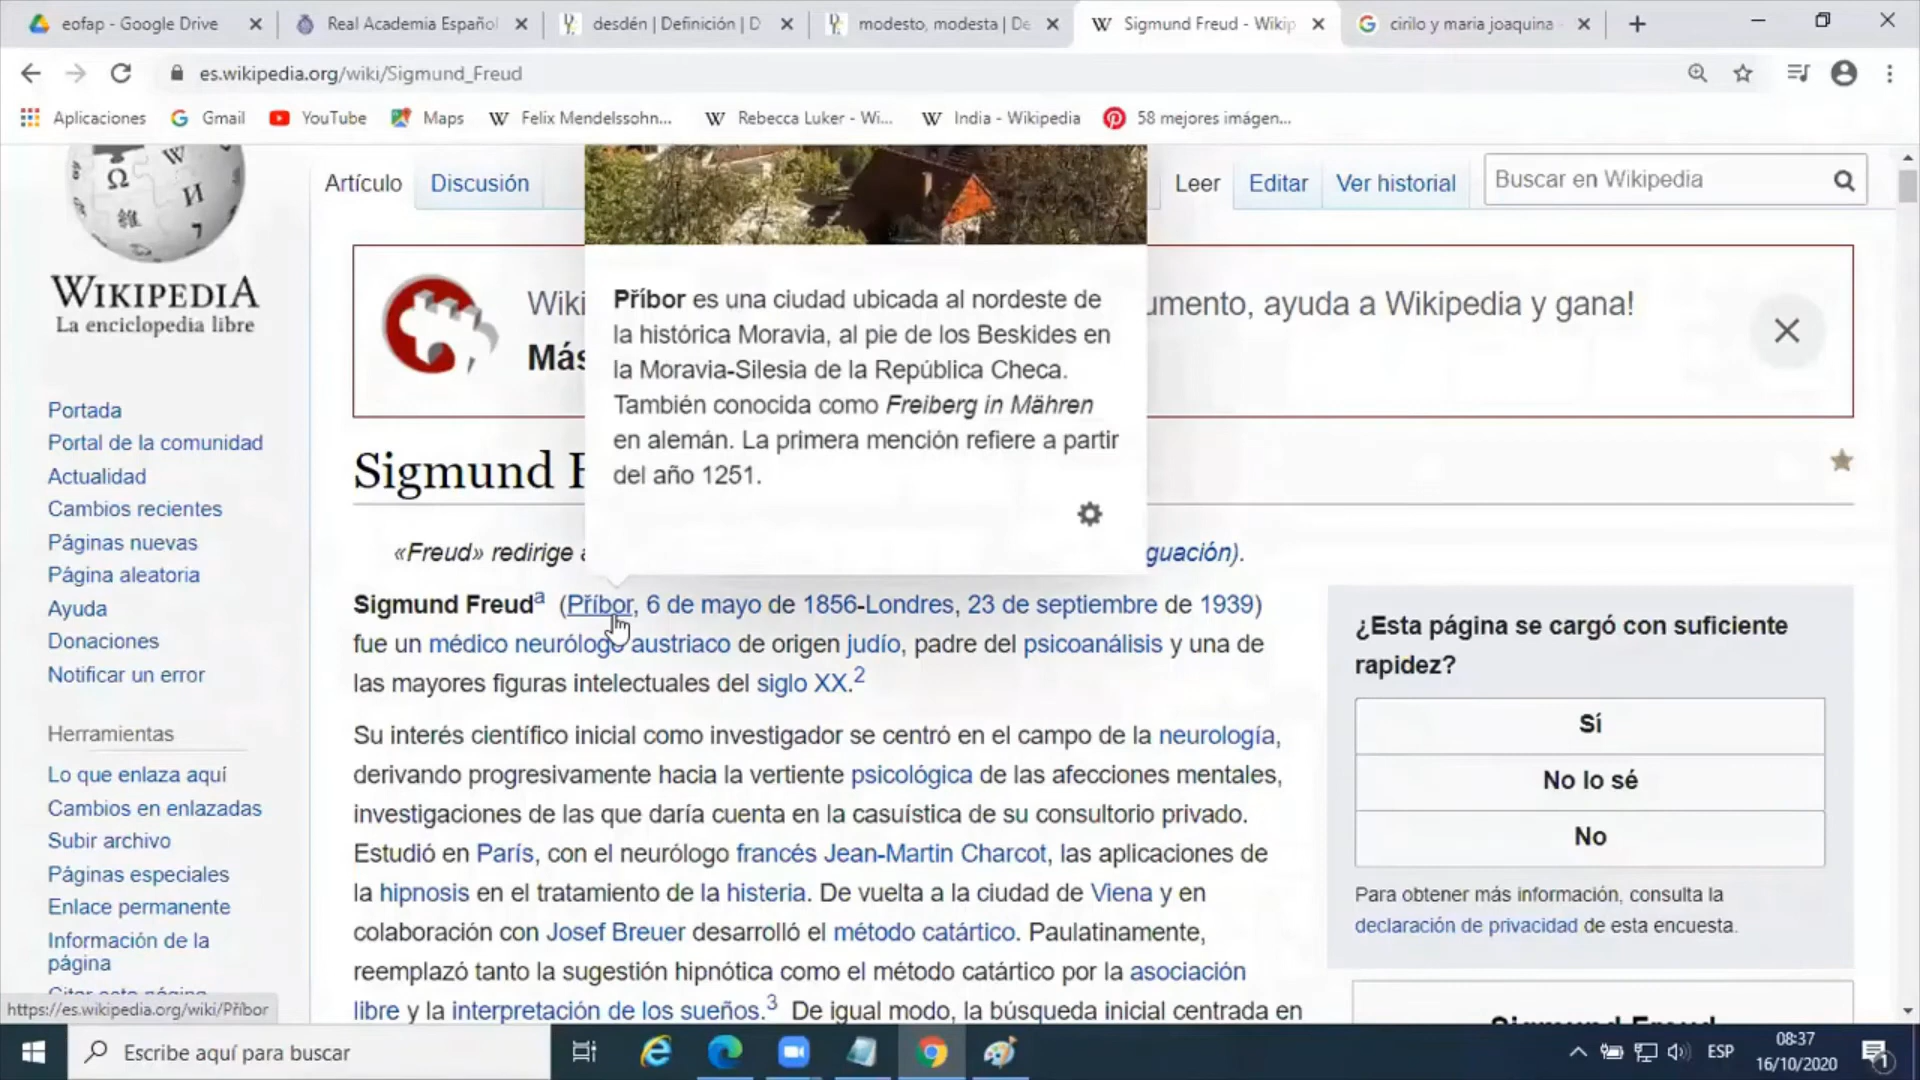 eofap - Google Drive
Real Academia Español
desdén | Definición | D
modesto, modesta | De
Sigmund Freud - Wikip
cirilo y maria joaquina -
es.wikipedia.org/wiki/Sigmund_Freud
Aplicaciones
Gmail
YouTube
Maps
Felix Mendelssohn...
Rebecca Luker - Wi...
India - Wikipedia
58 mejores imágen...
WIKIPEDIA
La enciclopedia libre
Portada
Portal de la comunidad
Actualidad
Cambios recientes
Páginas nuevas
Página aleatoria
Ayuda
Donaciones
Notificar un error
Herramientas
Lo que enlaza aquí
Cambios en enlazadas
Subir archivo
Páginas especiales
Enlace permanente
Información de la
página
Artículo
Discusión
Leer
Editar
Ver historial
Buscar en Wikipedia
Wiki
umento, ayuda a Wikipedia y gana!
Más
Příbor es una ciudad ubicada al nordeste de
la histórica Moravia, al pie de los Beskides en
la Moravia-Silesia de la República Checa.
También conocida como Freiberg in Mähren
en alemán. La primera mención refiere a partir
del año 1251.
Sigmund F
«Freud» redirige a
guación).
Sigmund Freudᵃ (Příbor, 6 de mayo de 1856-Londres, 23 de septiembre de 1939)
fue un médico neurólogo austriaco de origen judío, padre del psicoanálisis y una de
las mayores figuras intelectuales del siglo XX.²
Su interés científico inicial como investigador se centró en el campo de la neurología,
derivando progresivamente hacia la vertiente psicológica de las afecciones mentales,
investigaciones de las que daría cuenta en la casuística de su consultorio privado.
Estudió en París, con el neurólogo francés Jean-Martin Charcot, las aplicaciones de
la hipnosis en el tratamiento de la histeria. De vuelta a la ciudad de Viena y en
colaboración con Josef Breuer desarrolló el método catártico. Paulatinamente,
reemplazó tanto la sugestión hipnótica como el método catártico por la asociación
libre y la interpretación de los sueños.³ De igual modo, la búsqueda inicial centrada en
¿Esta página se cargó con suficiente
rapidez?
Sí
No lo sé
No
Para obtener más información, consulta la
declaración de privacidad de esta encuesta.
Sigmund Freud
https://es.wikipedia.org/wiki/Příbor
Escribe aquí para buscar
ESP
08:37
16/10/2020
1